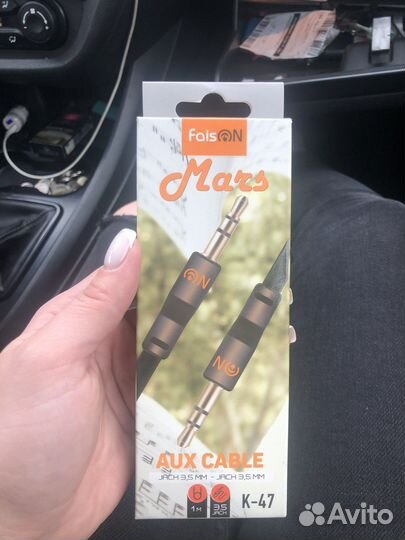 FaisON
Mars
ON
ON
AUX CABLE
JACK 3,5 MM - JACK 3,5 MM
1M
3.5
JACK
K-47
Avito